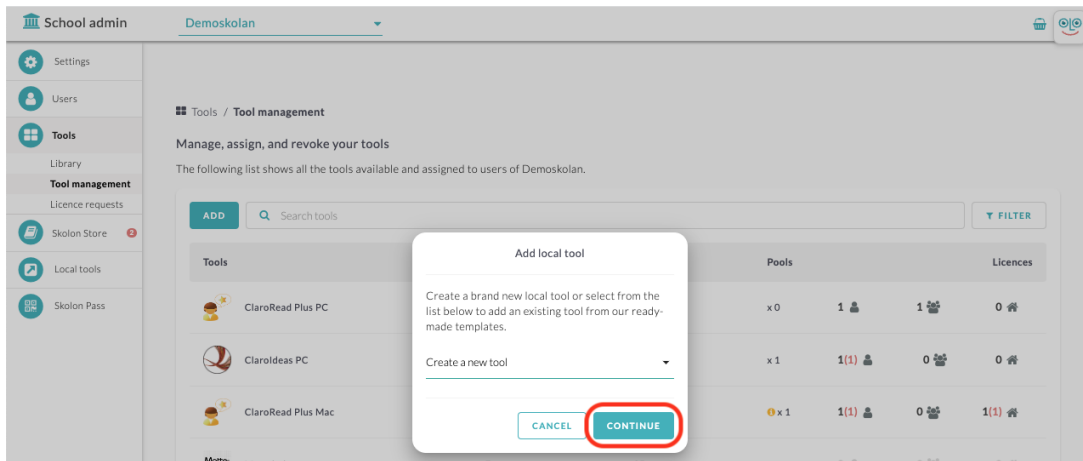 School admin
Demoskolan
Settings
Users
Tools
Library
Tool management
Licence requests
Skolon Store
Local tools
Skolon Pass
Tools / Tool management
Manage, assign, and revoke your tools
The following list shows all the tools available and assigned to users of Demoskolan.
ADD
Search tools
FILTER
Tools
Pools
Licences
ClaroRead Plus PC
x 0
1
1
0
ClaroIdeas PC
x 1
1(1)
0
0
ClaroRead Plus Mac
x 1
1(1)
0
1(1)
Add local tool
Create a brand new local tool or select from the
list below to add an existing tool from our ready-
made templates.
Create a new tool
CANCEL
CONTINUE